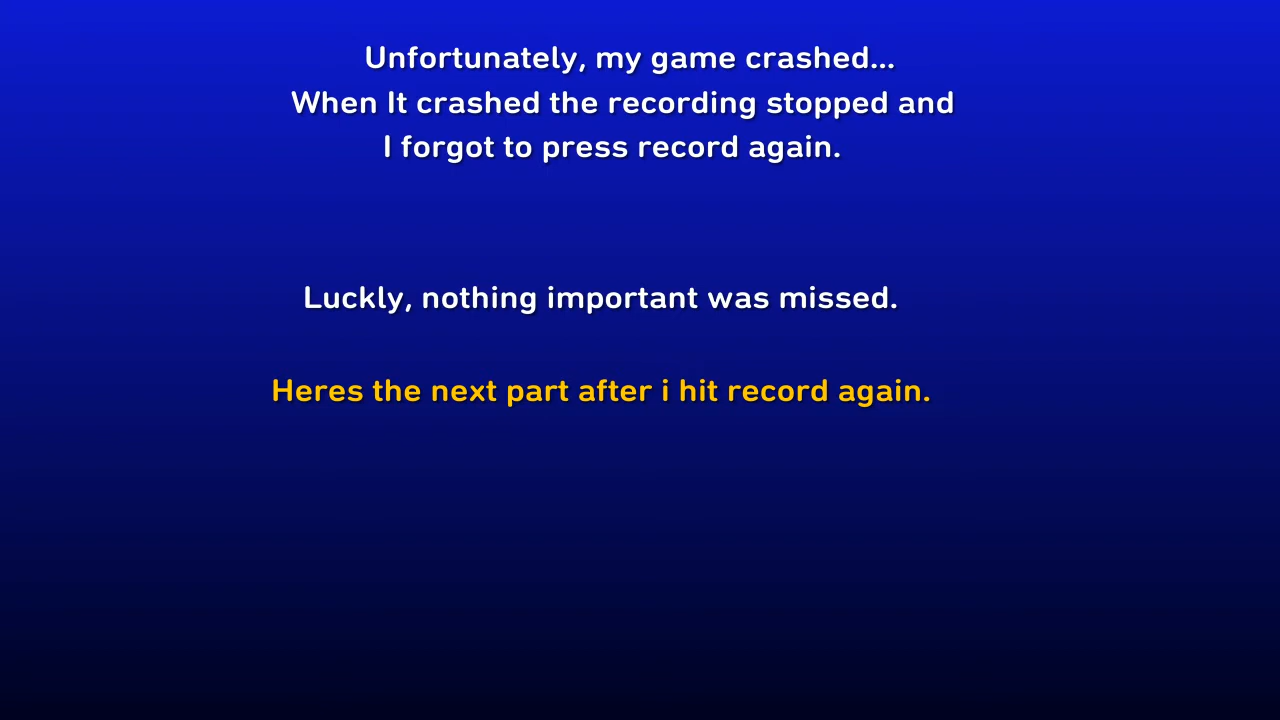 Unfortunately, my game crashed...
When It crashed the recording stopped and
I forgot to press record again.
Luckly, nothing important was missed.
Heres the next part after i hit record again.